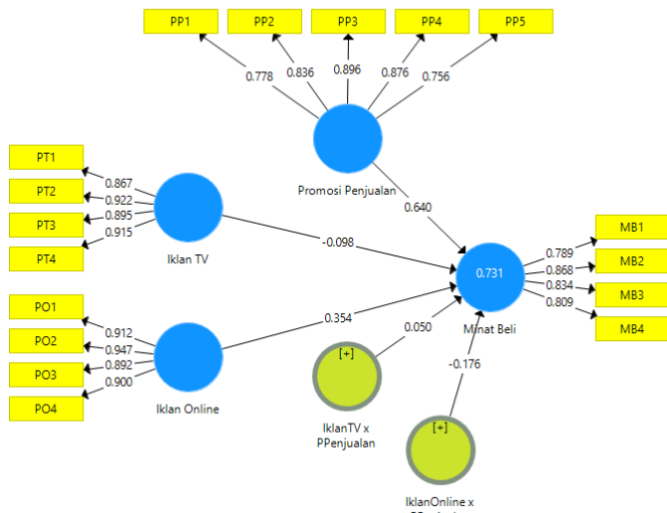 PP1 PP2 PP3 PP4 PP5
0.778 0.836 0.896 0.876 0.756
Promosi Penjualan
PT1
PT2
PT3
PT4
0.867
0.922
0.895
0.915
Iklan TV
0.640
-0.098
PO1
PO2
PO3
PO4
0.912
0.947
0.892
0.900
Iklan Online
0.354
0.731
Minat Beli
0.789
0.868
0.834
0.809
MB1
MB2
MB3
MB4
0.050
-0.176
[+]
IklanTV x
PPenjualan
[+]
IklanOnline x